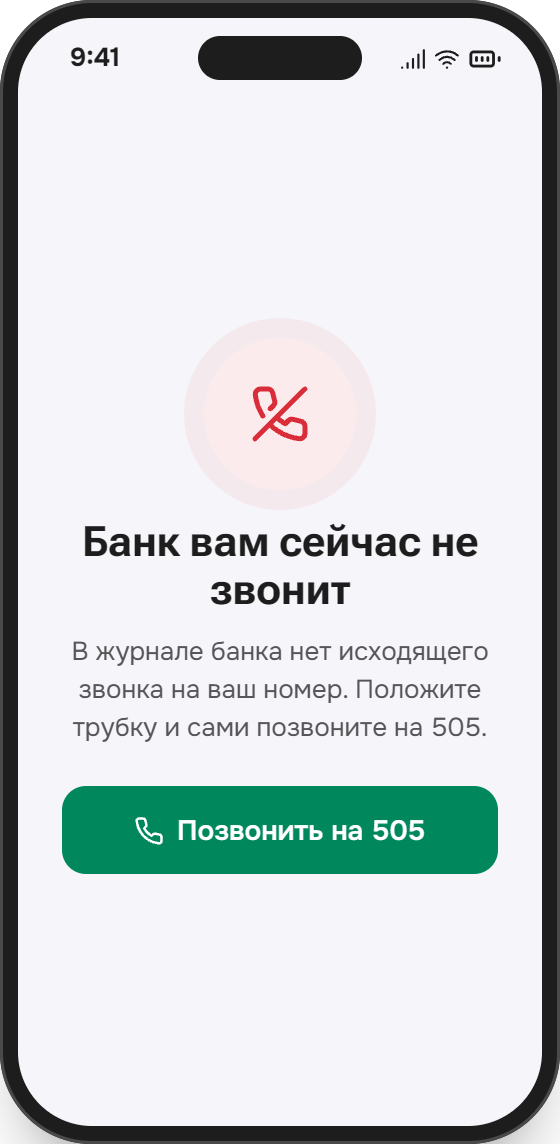 9:41
Банк вам сейчас не
звонит
В журнале банка нет исходящего
звонка на ваш номер. Положите
трубку и сами позвоните на 505.
Позвонить на 505